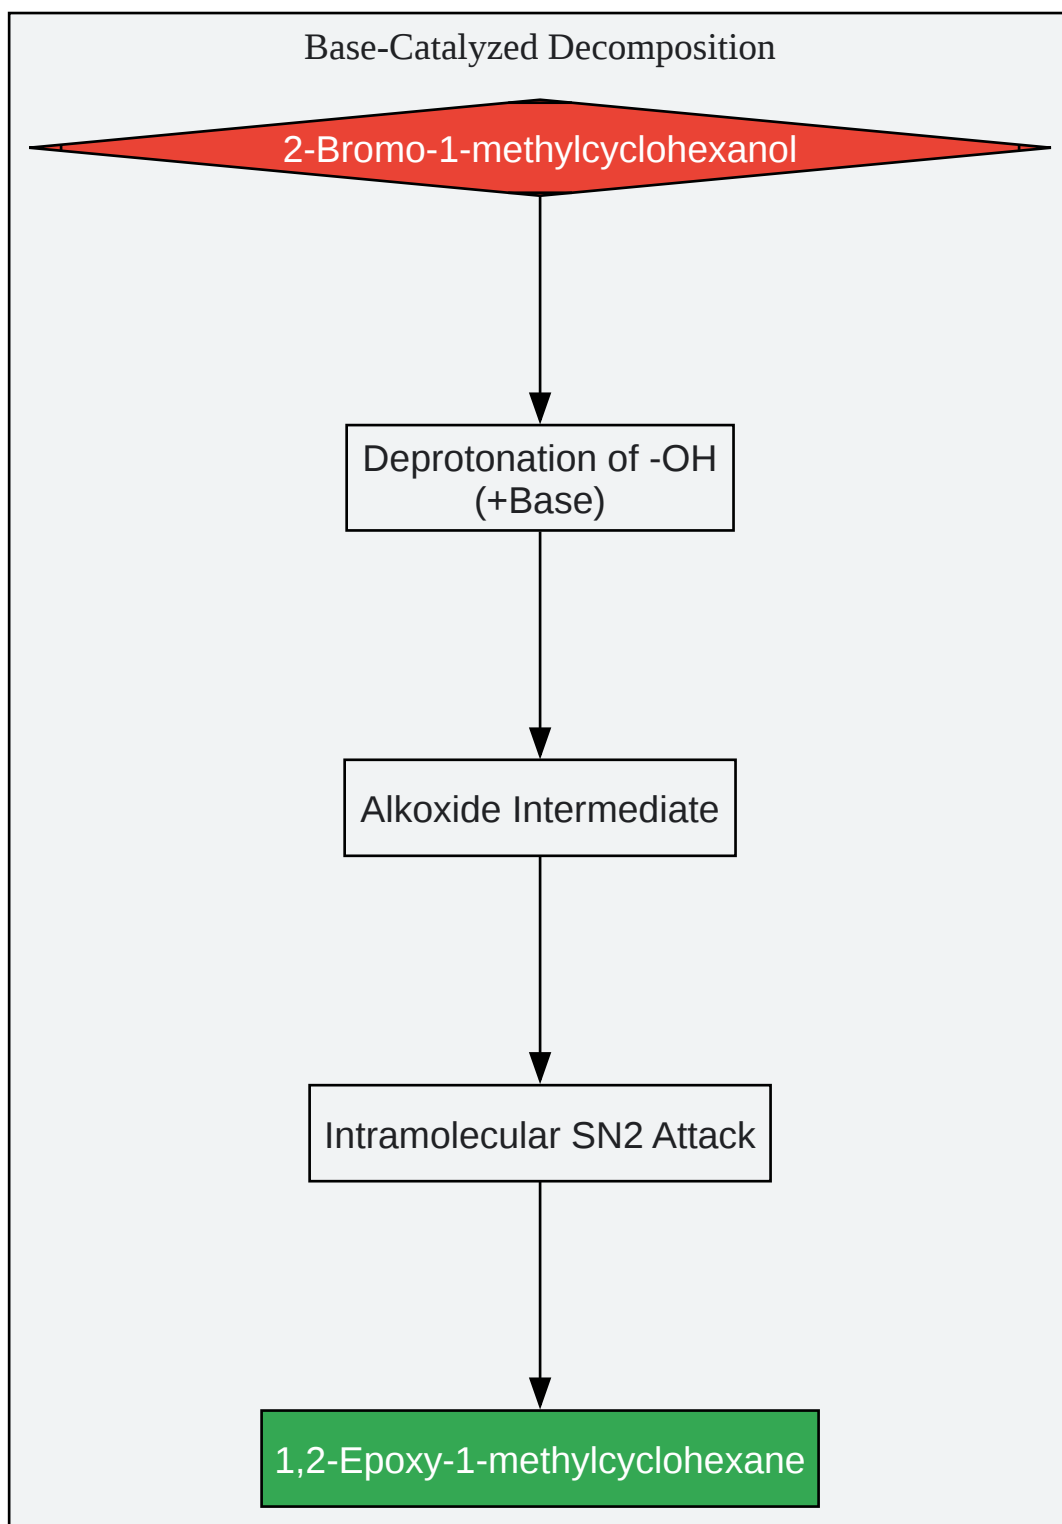 Base-Catalyzed Decomposition
2-Bromo-1-methylcyclohexanol
Deprotonation of -OH
(+Base)
Alkoxide Intermediate
Intramolecular SN2 Attack
1,2-Epoxy-1-methylcyclohexane